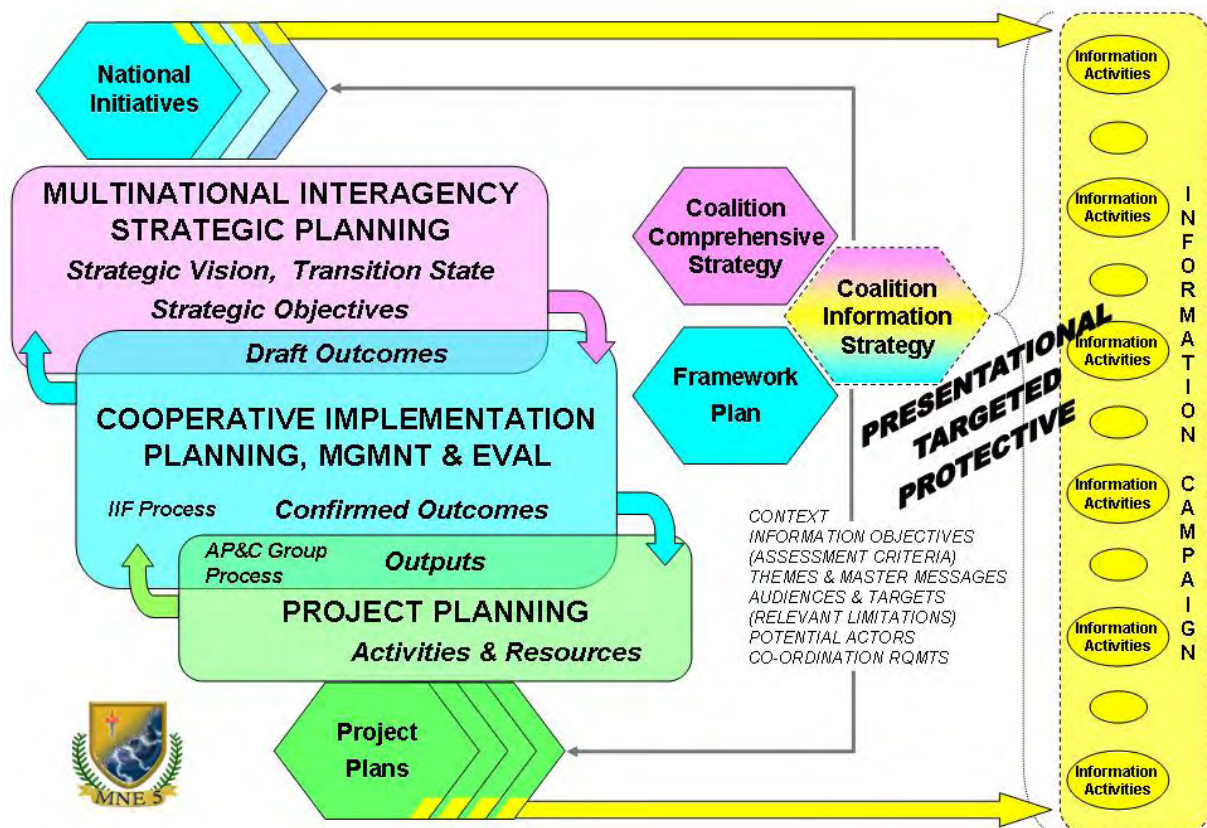 National
Initiatives
MULTINATIONAL INTERAGENCY
STRATEGIC PLANNING
Strategic Vision, Transition State
Strategic Objectives
Draft Outcomes
COOPERATIVE IMPLEMENTATION
PLANNING, MGMNT & EVAL
IIF Process
Confirmed Outcomes
AP&C Group
Process
Outputs
PROJECT PLANNING
Activities & Resources
Project
Plans
MNE 5
Coalition
Comprehensive
Strategy
Framework
Plan
Coalition
Information
Strategy
PRESENTATIONAL
TARGETED
PROTECTIVE
CONTEXT
INFORMATION OBJECTIVES
(ASSESSMENT CRITERIA)
THEMES & MASTER MESSAGES
AUDIENCES & TARGETS
(RELEVANT LIMITATIONS)
POTENTIAL ACTORS
CO-ORDINATION RQMTS
Information
Activities
Information
Activities
Information
Activities
Information
Activities
Information
Activities
Information
Activities
INFORMATION CAMPAIGN